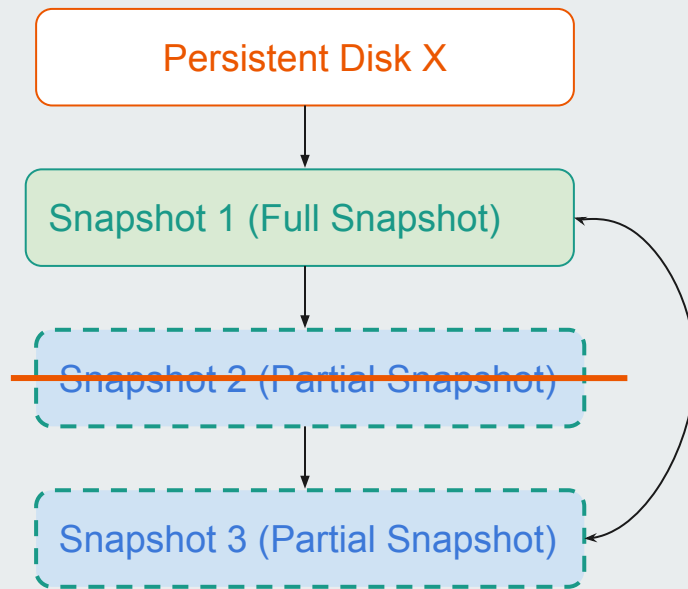 Persistent Disk X
Snapshot 1 (Full Snapshot)
Snapshot 2 (Partial Snapshot)
Snapshot 3 (Partial Snapshot)